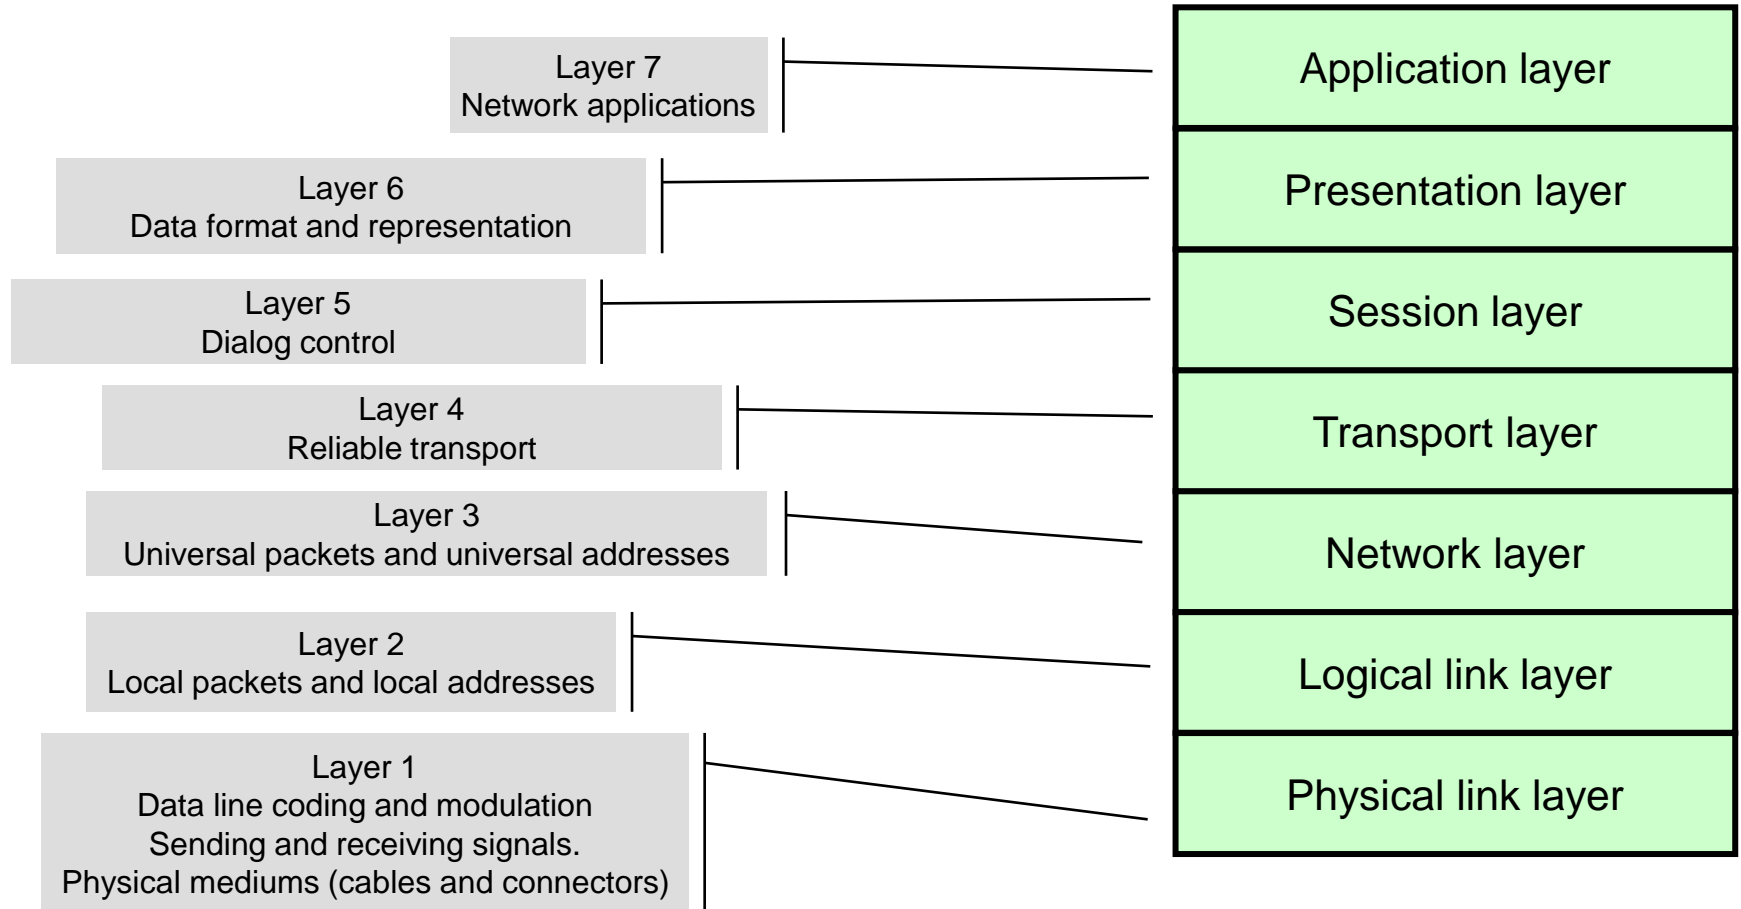 Layer 7
Network applications
Application layer
Layer 6
Data format and representation
Presentation layer
Layer 5
Dialog control
Session layer
Layer 4
Reliable transport
Transport layer
Layer 3
Universal packets and universal addresses
Network layer
Layer 2
Local packets and local addresses
Logical link layer
Layer 1
Data line coding and modulation
Sending and receiving signals.
Physical mediums (cables and connectors)
Physical link layer